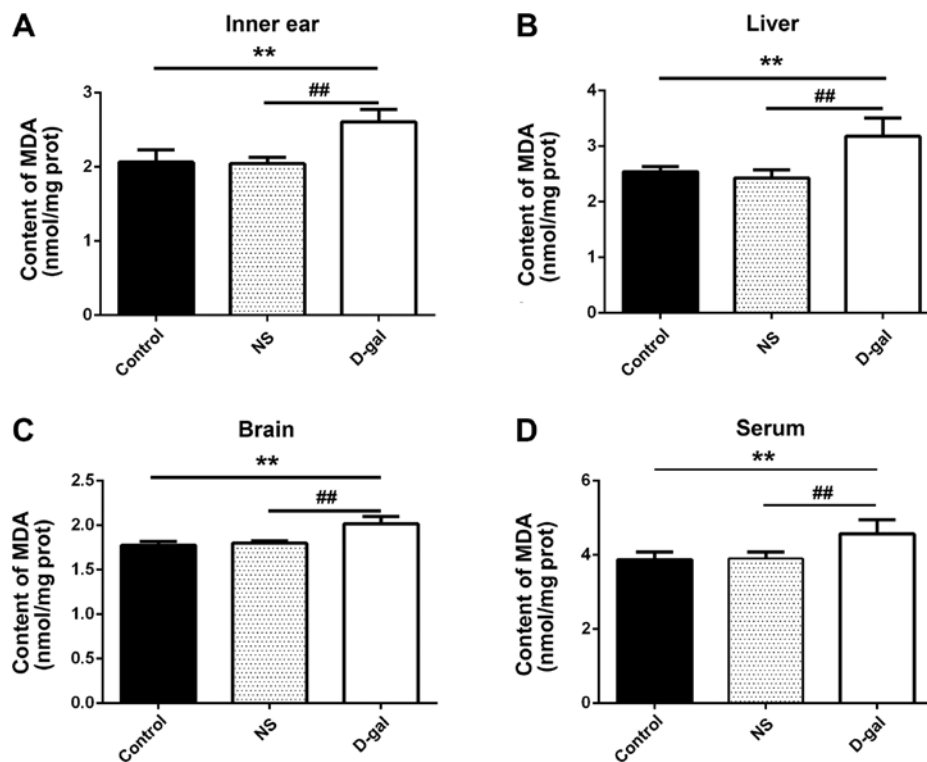 A
Inner ear
**
##
Content of MDA
(nmol/mg prot)
3
2
1
0
Control
NS
D-gal
B
Liver
**
##
Content of MDA
(nmol/mg prot)
4
3
2
1
0
Control
NS
D-gal
C
Brain
**
##
Content of MDA
(nmol/mg prot)
2.5
2.0
1.5
1.0
0.5
0.0
Control
NS
D-gal
D
Serum
**
##
Content of MDA
(nmol/mg prot)
6
4
2
0
Control
NS
D-gal